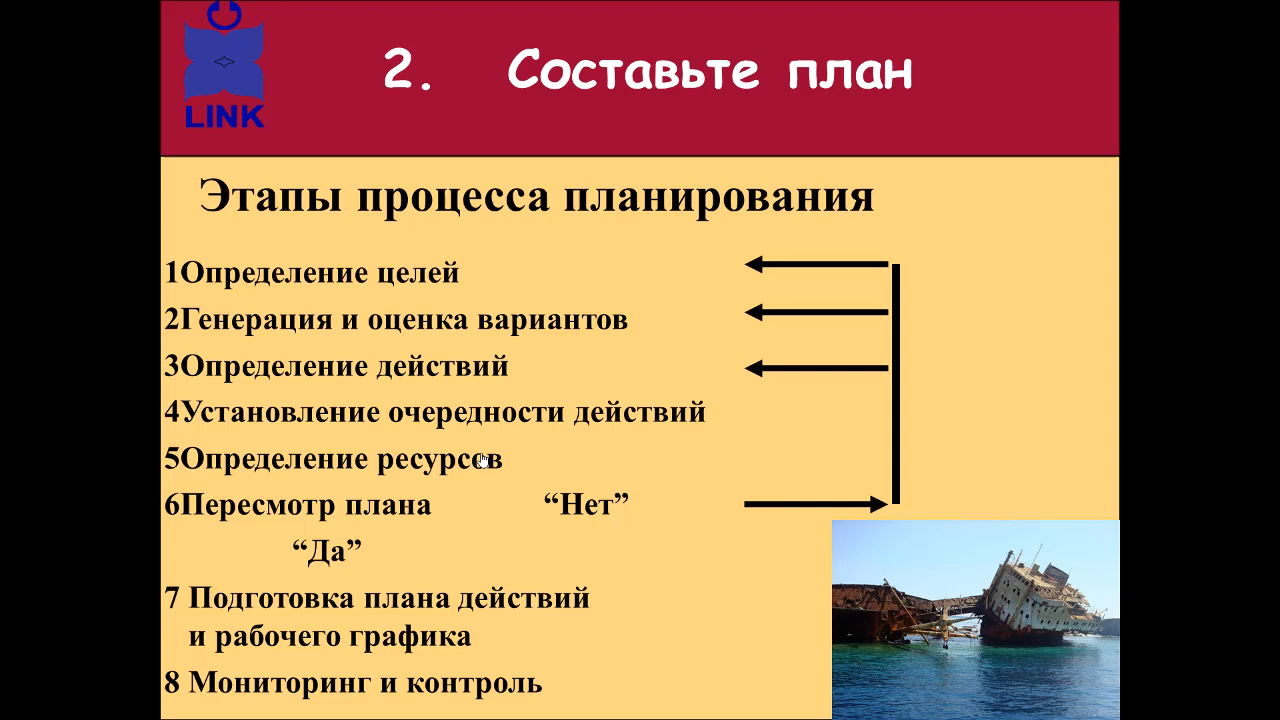 LINK
2. Составьте план
Этапы процесса планирования
1Определение целей
2Генерация и оценка вариантов
3Определение действий
4Установление очередности действий
5Определение ресурсов
6Пересмотр плана “Нет”
“Да”
7 Подготовка плана действий
и рабочего графика
8 Мониторинг и контроль